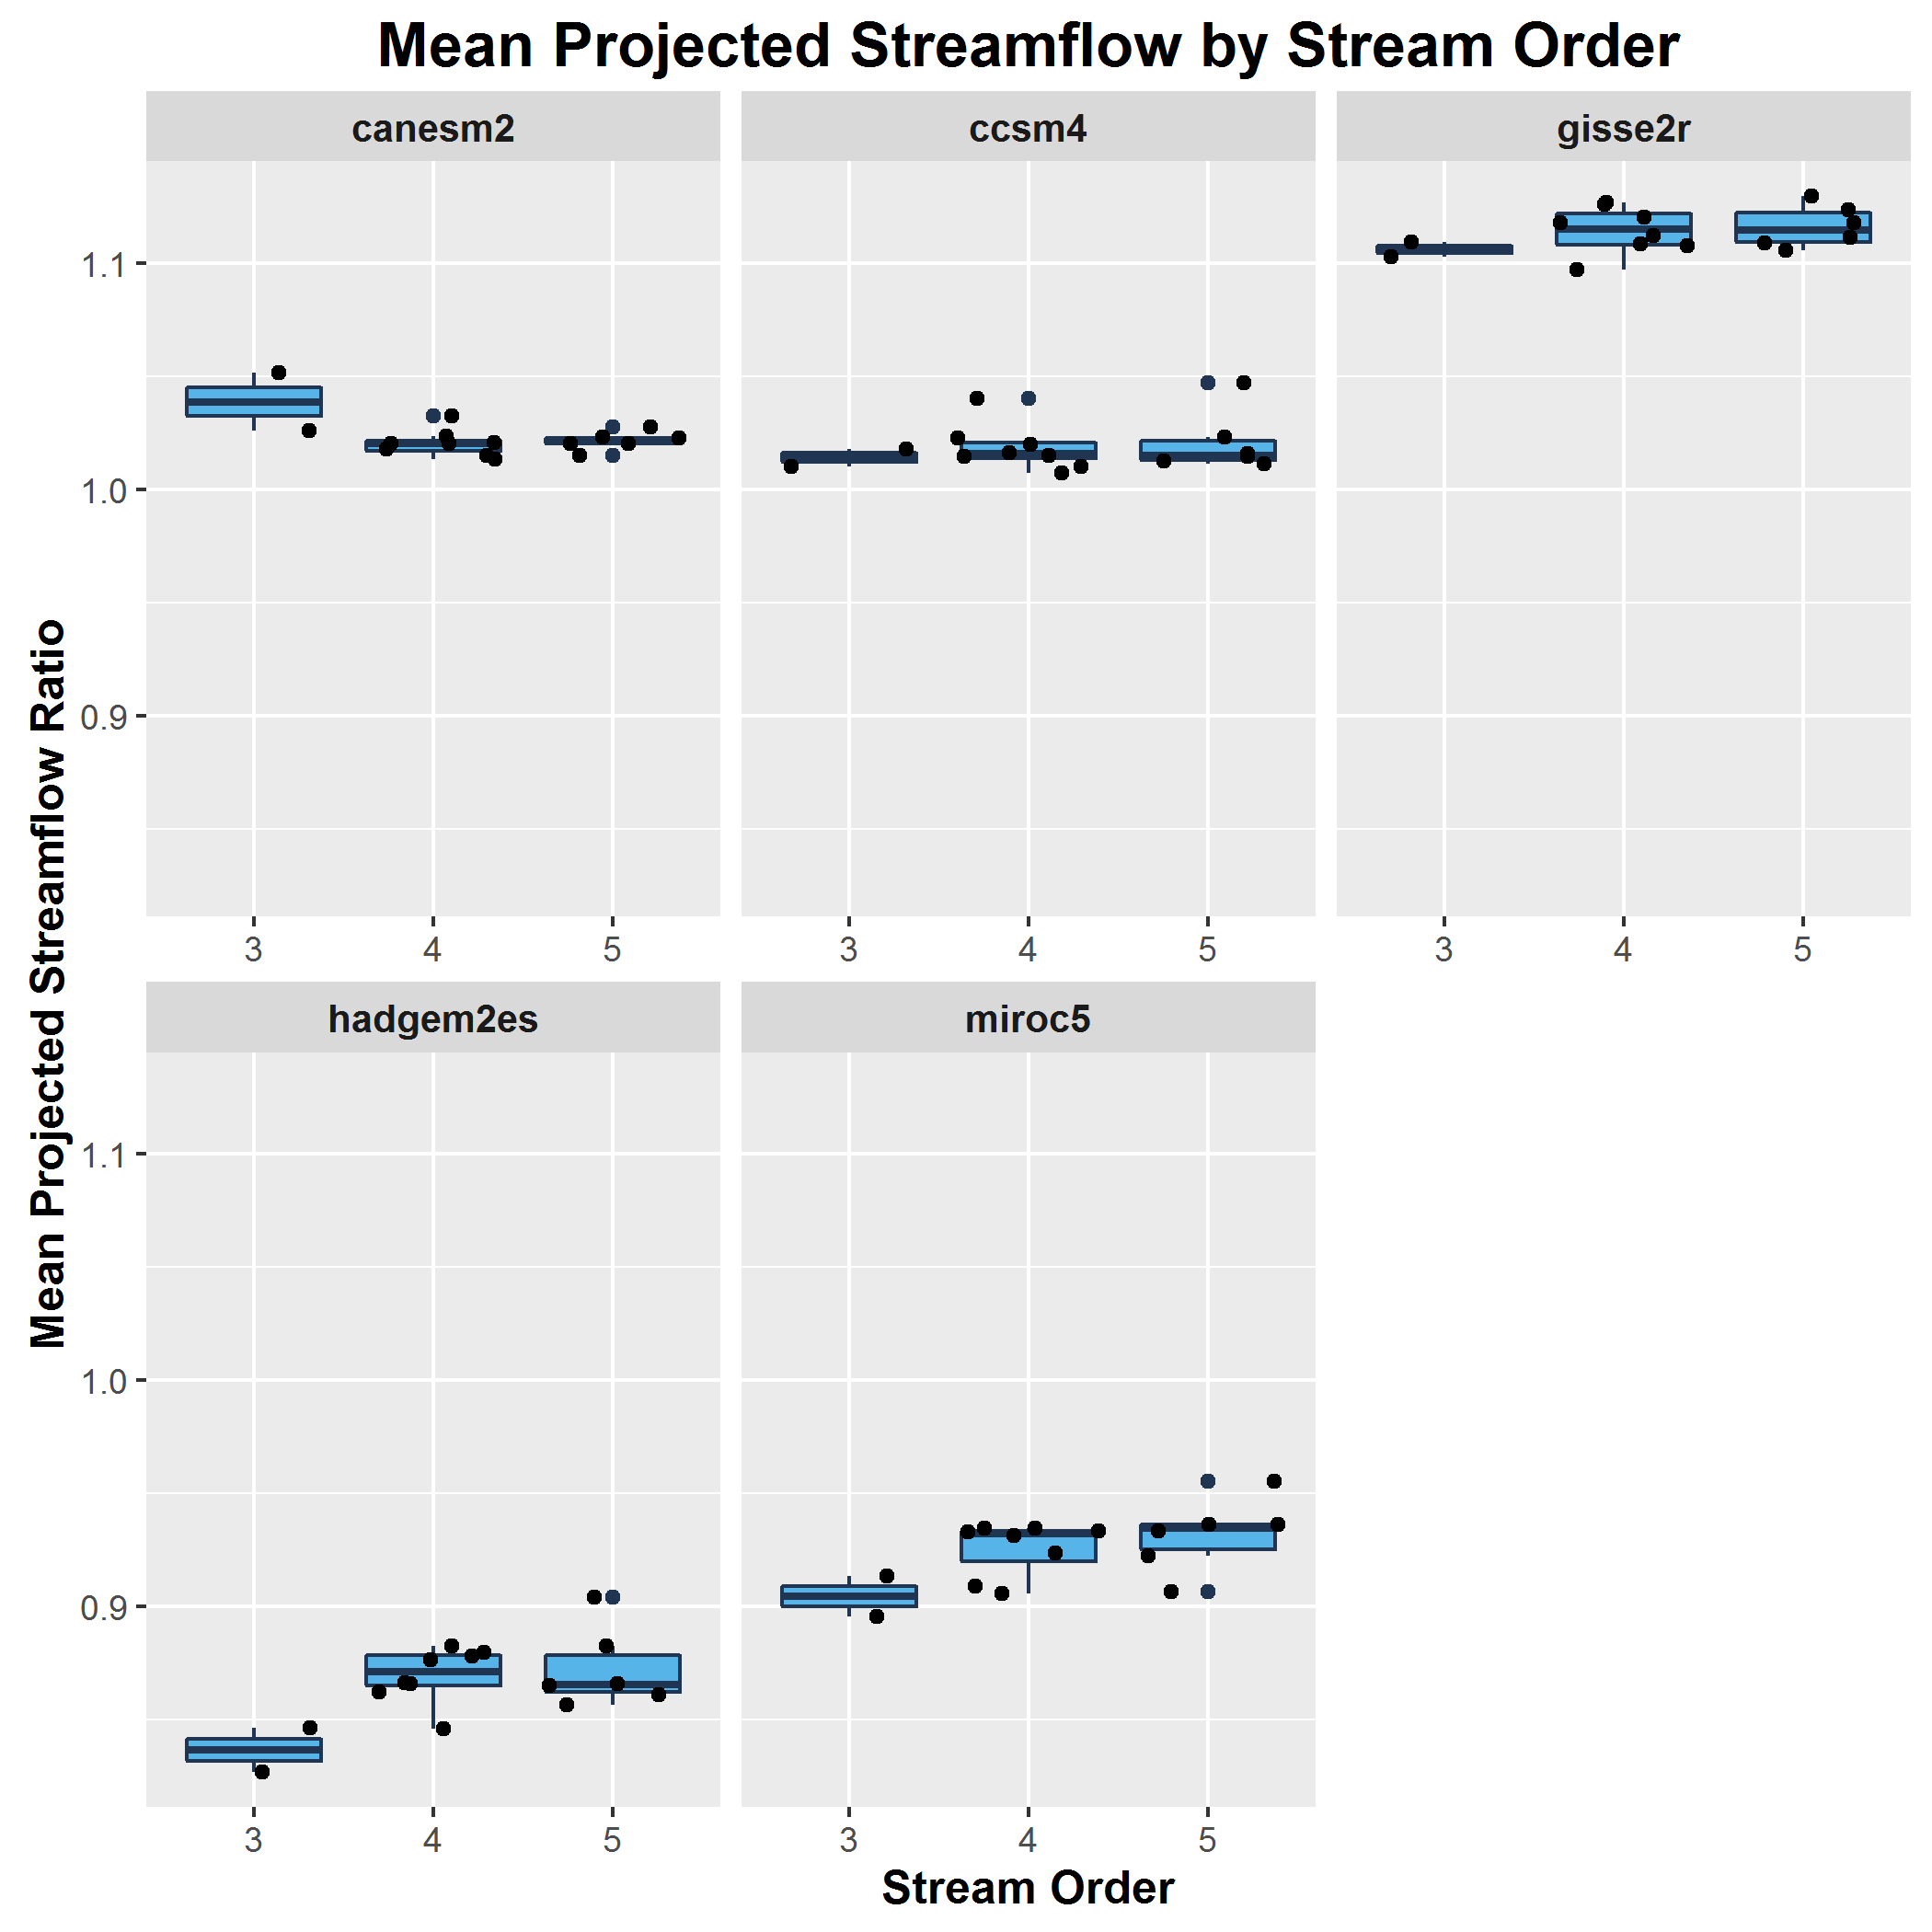 Mean Projected Streamflow by Stream Order
canesm2
ccsm4
gisse2r
1.1
1.0
0.9
3 4 5
3 4 5
3 4 5
Mean Projected Streamflow Ratio
hadgem2es
miroc5
1.1
1.0
0.9
3 4 5
3 4 5
Stream Order